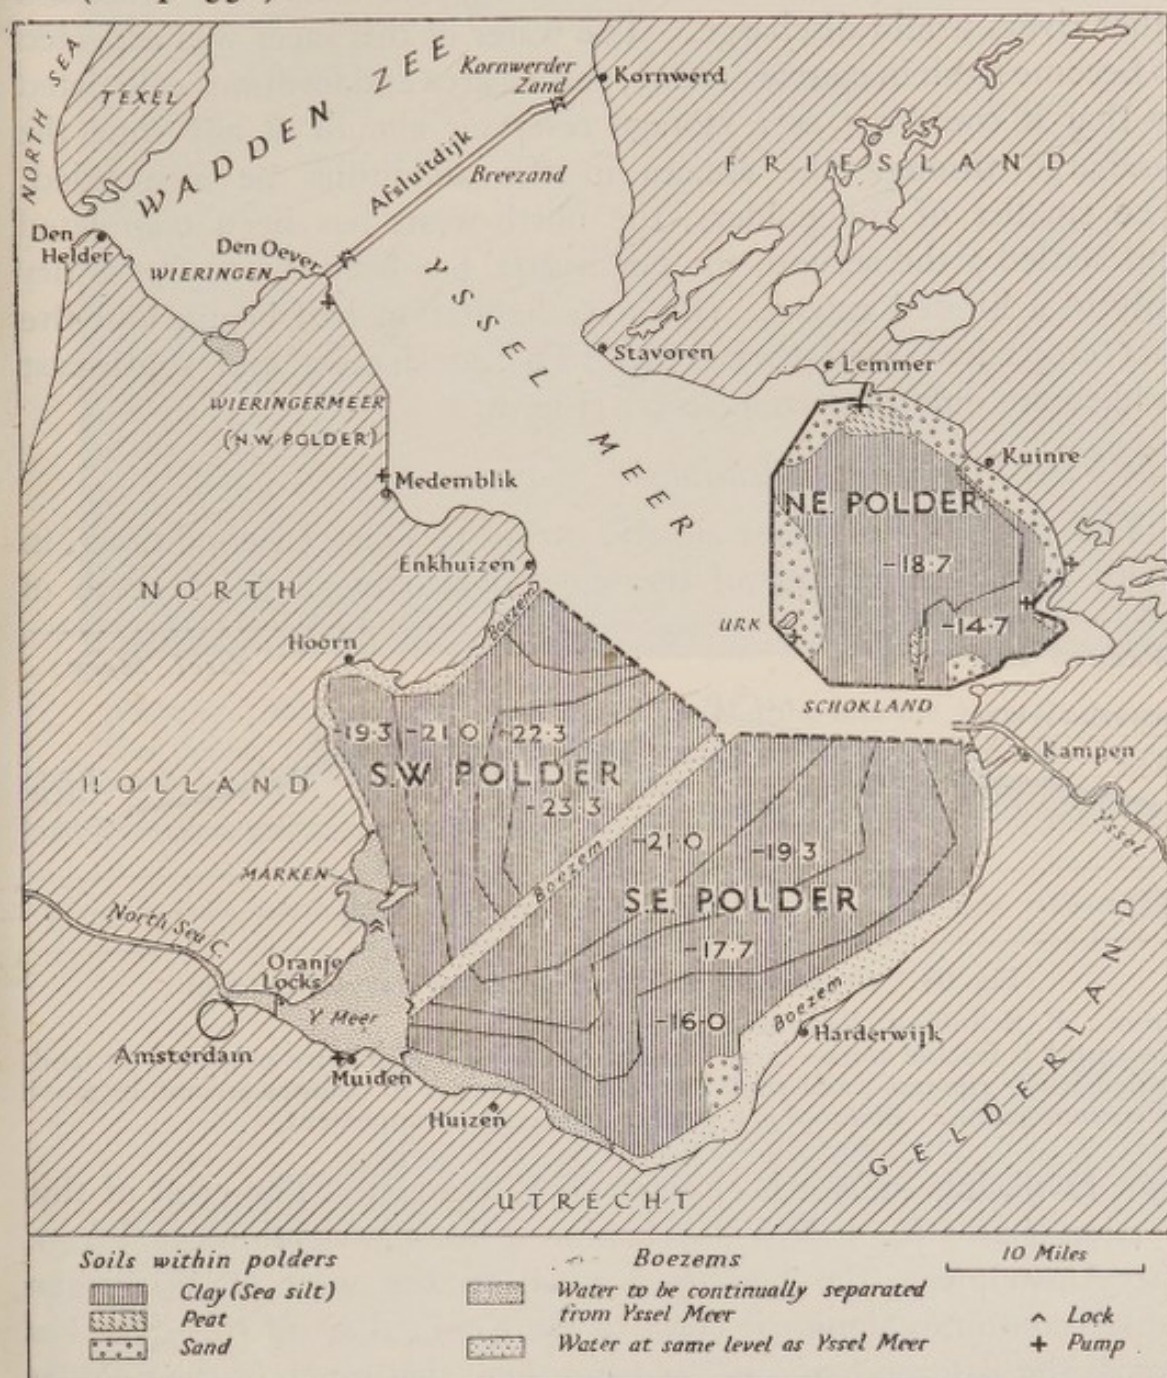 NORTH SEA
TEXEL
WADDEN ZEE
Kornwerder
Zand
Kornwerd
Afsluitdijk
Breezand
FRIESLAND
Den
Helder
Den Oever
WIERINGEN
YSSEL MEER
Stavoren
Lemmer
WIERINGERMEER
(N.W. POLDER)
Medemblik
Kuinre
N.E. POLDER
-18·7
-14·7
Enkhuizen
NORTH
HOLLAND
Boezem
URK
Hoorn
SCHOKLAND
-19·3
-21·0
-22·3
S.W POLDER
-23·3
Kampen
Yssel
-21·0
-19·3
Boezem
MARKEN
S.E. POLDER
North Sea C.
-17·7
Oranje
Locks
Y Meer
-16·0
Boezem
Harderwijk
Amsterdam
Muiden
Huizen
GELDERLAND
UTRECHT
Soils within polders
Clay (Sea silt)
Peat
Sand
Boezems
Water to be continually separated
from Yssel Meer
Water at same level as Yssel Meer
10 Miles
Lock
Pump